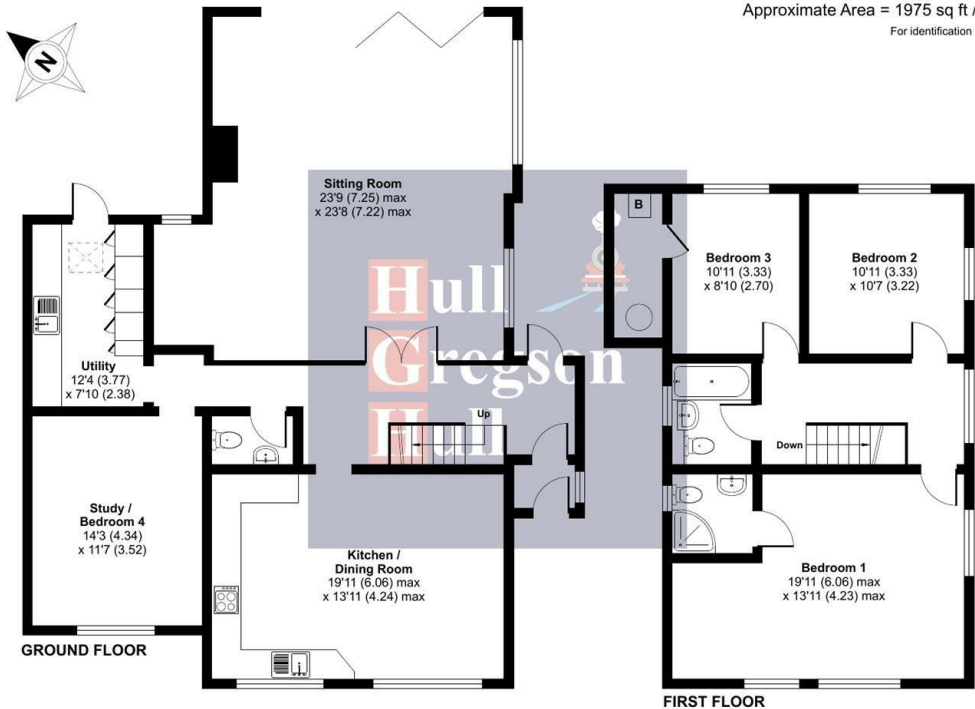 Approximate Area = 1975 sq ft /
For identification
N
Sitting Room
23'9 (7.25) max
x 23'8 (7.22) max
B
Bedroom 3
10'11 (3.33)
x 8'10 (2.70)
Bedroom 2
10'11 (3.33)
x 10'7 (3.22)
Hull
Gregson
Hull
Utility
12'4 (3.77)
x 7'10 (2.38)
Up
Down
Study /
Bedroom 4
14'3 (4.34)
x 11'7 (3.52)
Kitchen /
Dining Room
19'11 (6.06) max
x 13'11 (4.24) max
Bedroom 1
19'11 (6.06) max
x 13'11 (4.23) max
GROUND FLOOR
FIRST FLOOR